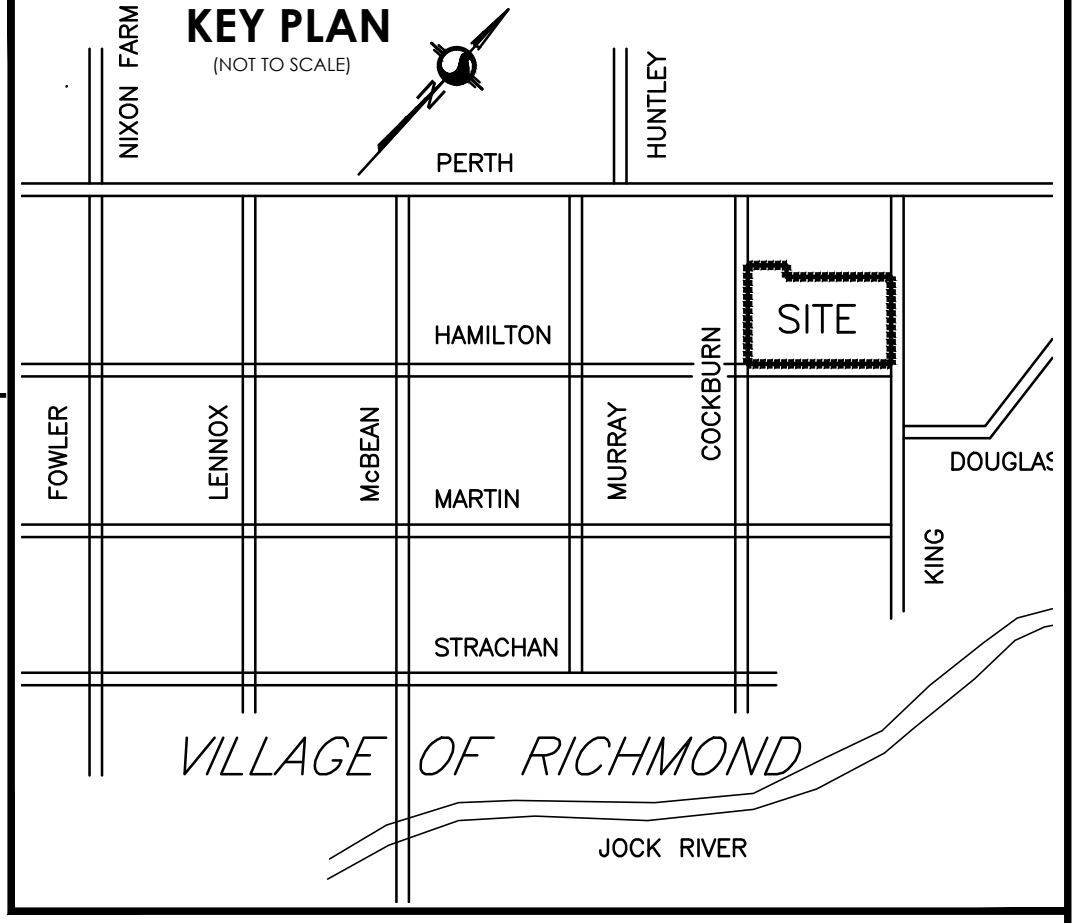 KEY PLAN
(NOT TO SCALE)
NIXON FARM
HUNTLEY
N
PERTH
SITE
HAMILTON
COCKBURN
FOWLER
LENNOX
McBEAN
MURRAY
DOUGLAS
MARTIN
KING
STRACHAN
VILLAGE OF RICHMOND
JOCK RIVER